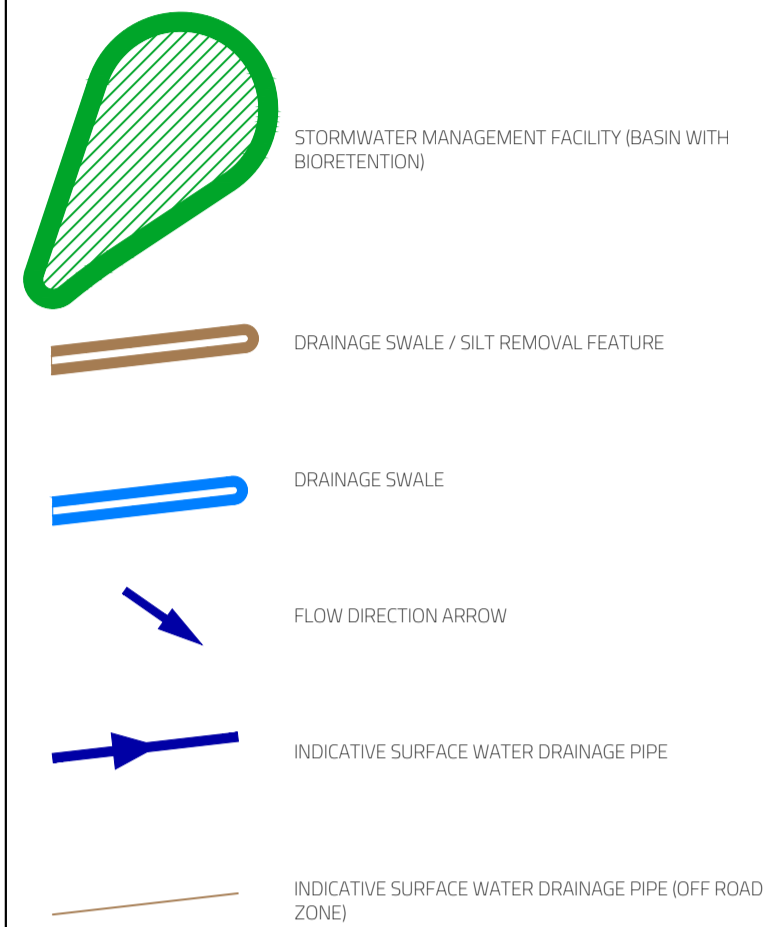 STORMWATER MANAGEMENT FACILITY (BASIN WITH
BIORETENTION)
DRAINAGE SWALE / SILT REMOVAL FEATURE
DRAINAGE SWALE
FLOW DIRECTION ARROW
INDICATIVE SURFACE WATER DRAINAGE PIPE
INDICATIVE SURFACE WATER DRAINAGE PIPE (OFF ROAD
ZONE)